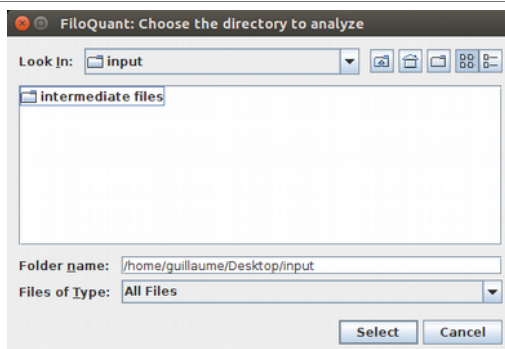 FiloQuant: Choose the directory to analyze
Look In: input
intermediate files
Folder name: /home/guillaume/Desktop/input
Files of Type: All Files
Select Cancel